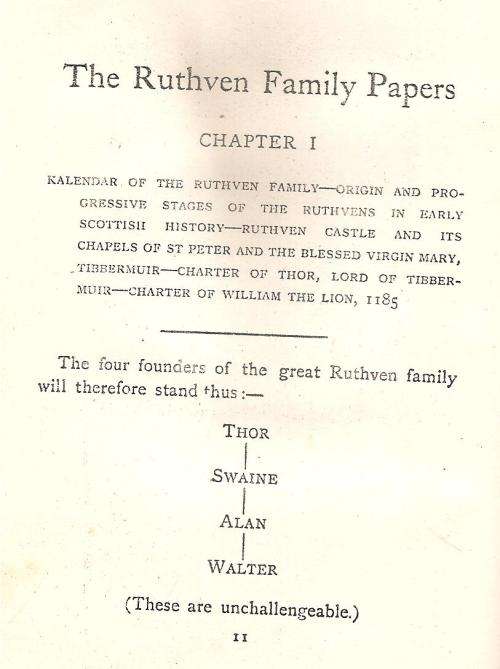 The Ruthven Family Papers
CHAPTER I
KALENDAR OF THE RUTHVEN FAMILY—ORIGIN AND PRO-
GRESSIVE STAGES OF THE RUTHVENS IN EARLY
SCOTTISH HISTORY—RUTHVEN CASTLE AND ITS
CHAPELS OF ST PETER AND THE BLESSED VIRGIN MARY,
TIBBERMUIR—CHARTER OF THOR, LORD OF TIBBER-
MUIR—CHARTER OF WILLIAM THE LION, 1185
The four founders of the great Ruthven family
will therefore stand thus:—
THOR
SWAINE
ALAN
WALTER
(These are unchallengeable.)
11